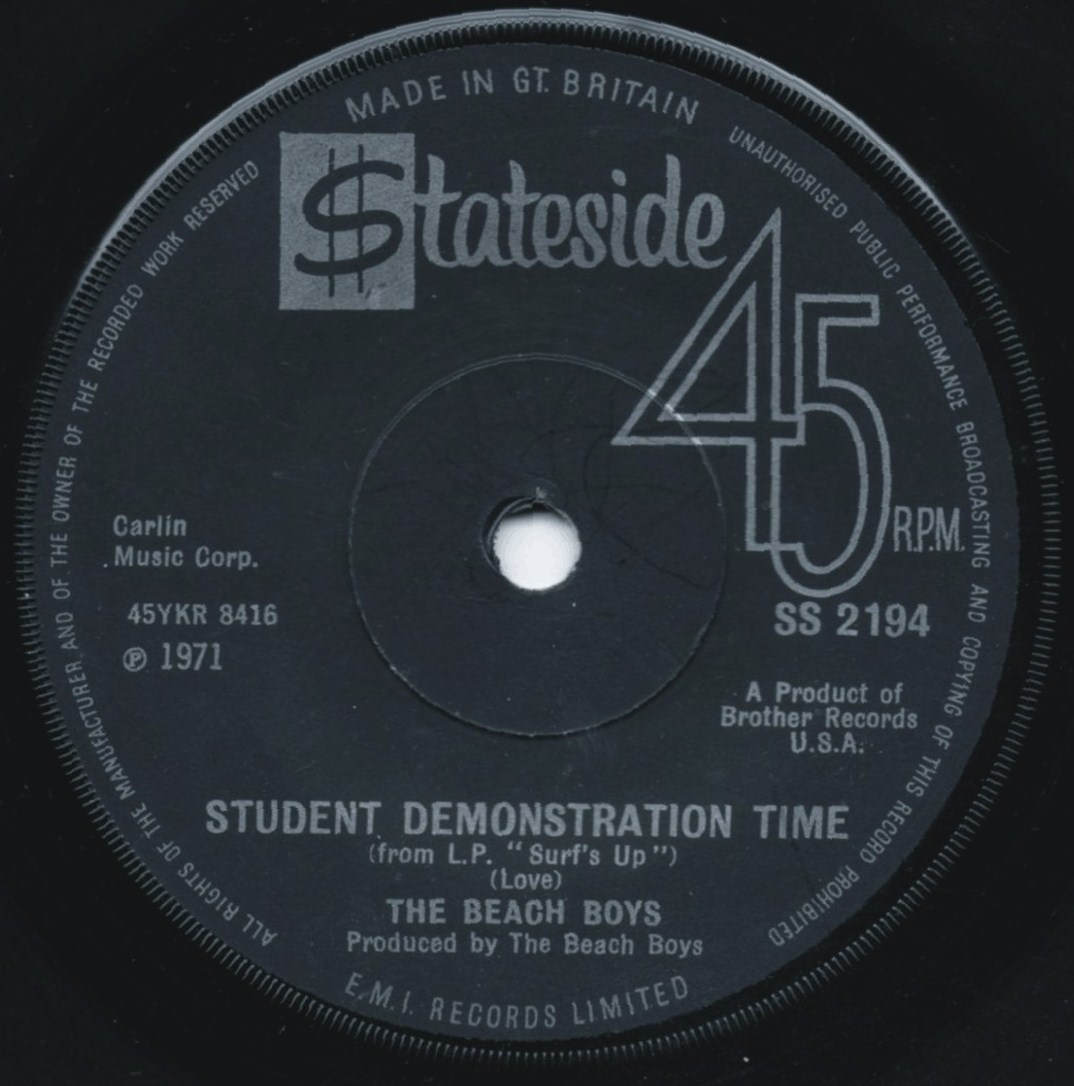 MADE IN GT. BRITAIN
UNAUTHORISED PUBLIC PERFORMANCE BROADCASTING AND COPYING OF THIS RECORD PROHIBITED
ALL RIGHTS OF THE MANUFACTURER AND OF THE OWNER OF THE RECORDED WORK RESERVED
Stateside
45
R.P.M.
Carlin
Music Corp.
45YKR 8416
℗ 1971
SS 2194
A Product of
Brother Records
U.S.A.
STUDENT DEMONSTRATION TIME
(from L.P. "Surf's Up")
(Love)
THE BEACH BOYS
Produced by The Beach Boys
E.M.I. RECORDS LIMITED